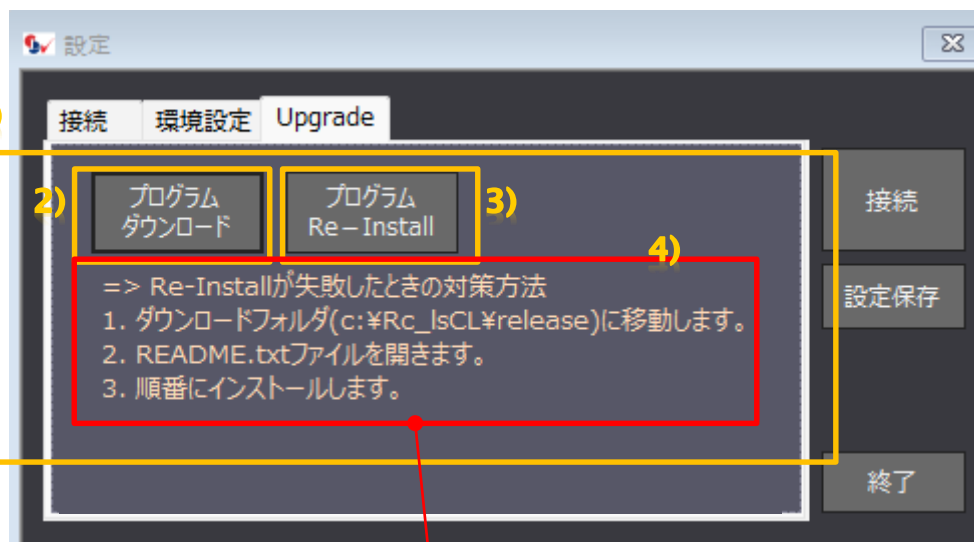 設定
接続 環境設定 Upgrade
2)
プログラム
ダウンロード
プログラム
Re－Install
3)
4)
=> Re-Installが失敗したときの対策方法
1. ダウンロードフォルダ(c:¥Rc_lsCL¥release)に移動します。
2. README.txtファイルを開きます。
3. 順番にインストールします。
接続
設定保存
終了